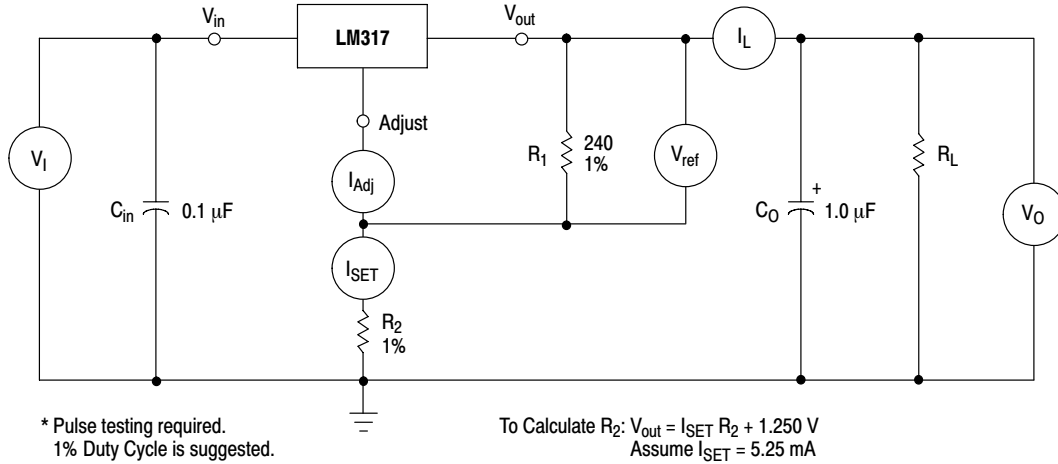 V_in
LM317
V_out
I_L
Adjust
V_I
C_in
0.1 μF
I_Adj
R_1
240
1%
V_ref
C_O
+
1.0 μF
R_L
V_O
I_SET
R_2
1%
* Pulse testing required.
1% Duty Cycle is suggested.
To Calculate R_2: V_out = I_SET R_2 + 1.250 V
Assume I_SET = 5.25 mA